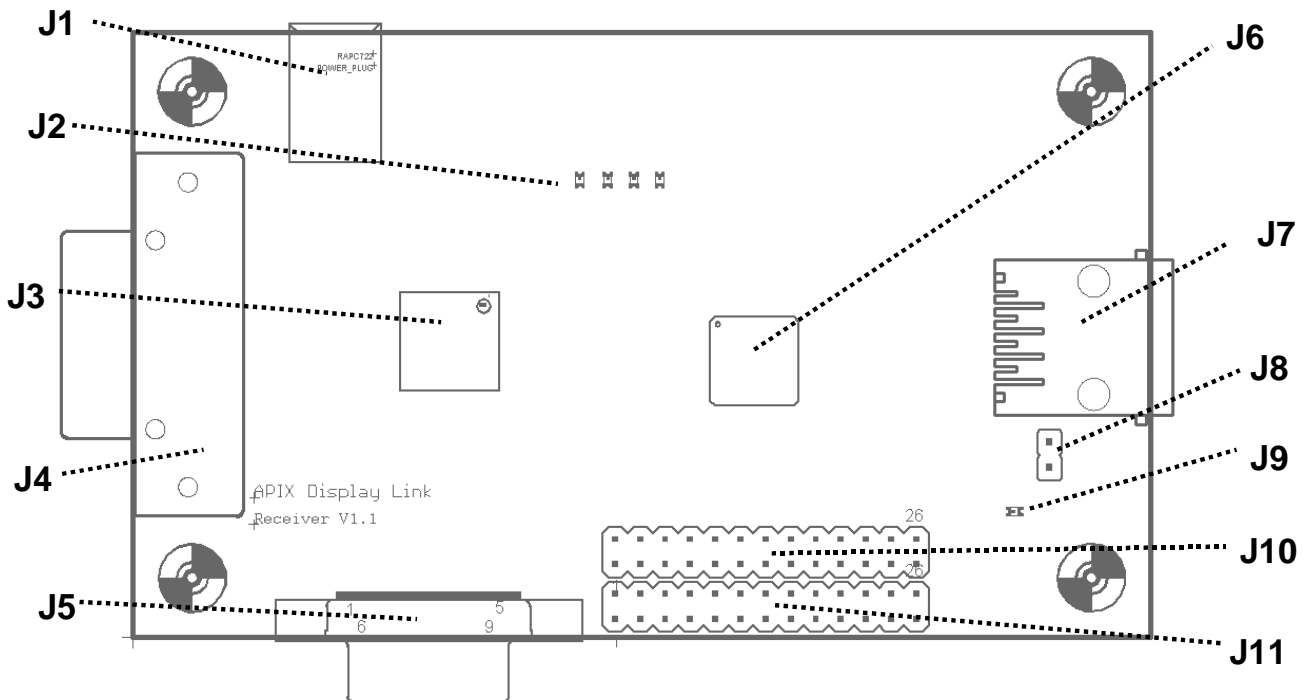 J1
RAPC722
POWER_PLUG
J6
J2
J7
J3
J8
J4
APIX Display Link
Receiver V1.1
J9
26
J10
26
1
J5
1 5
6 9
J11